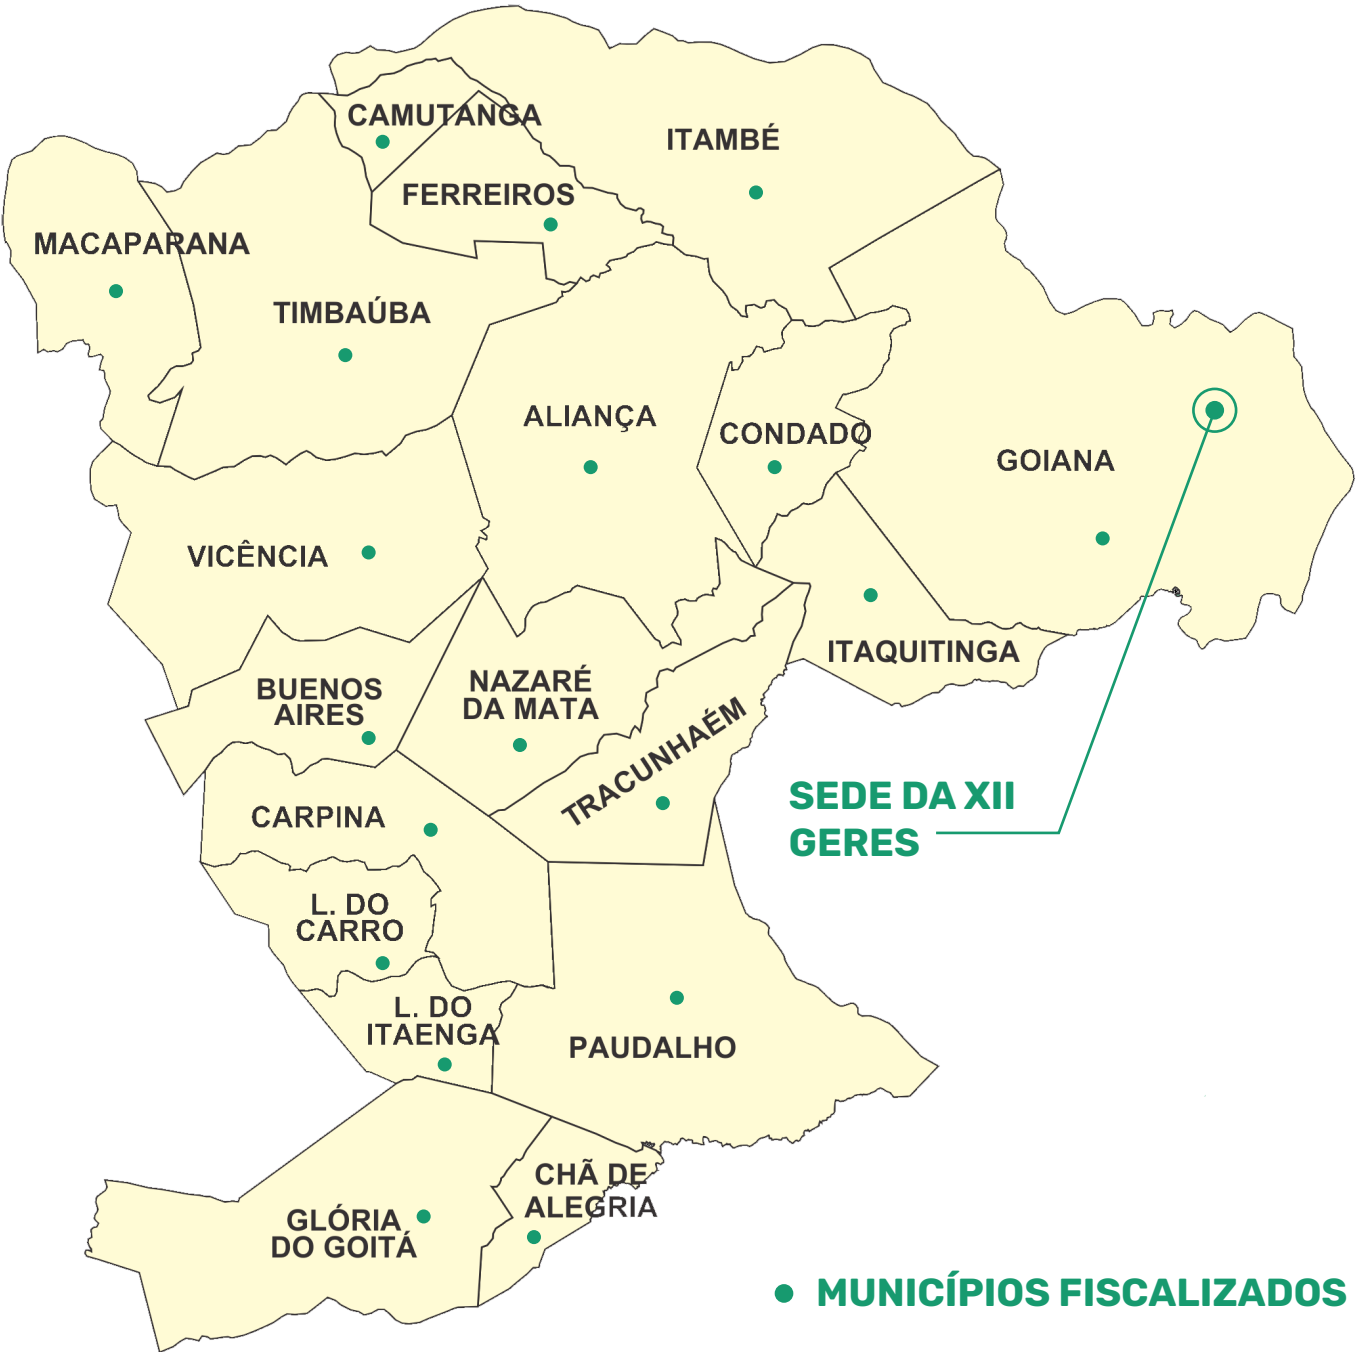 CAMUTANGA
ITAMBÉ
FERREIROS
MACAPARANA
TIMBAÚBA
ALIANÇA
CONDADO
GOIANA
VICÊNCIA
ITAQUITINGA
BUENOS
AIRES
NAZARÉ
DA MATA
TRACUNHAÉM
SEDE DA XII
GERES
CARPINA
L. DO
CARRO
L. DO
ITAENGA
PAUDALHO
CHÃ DE
ALEGRIA
GLÓRIA
DO GOITÁ
MUNICÍPIOS FISCALIZADOS